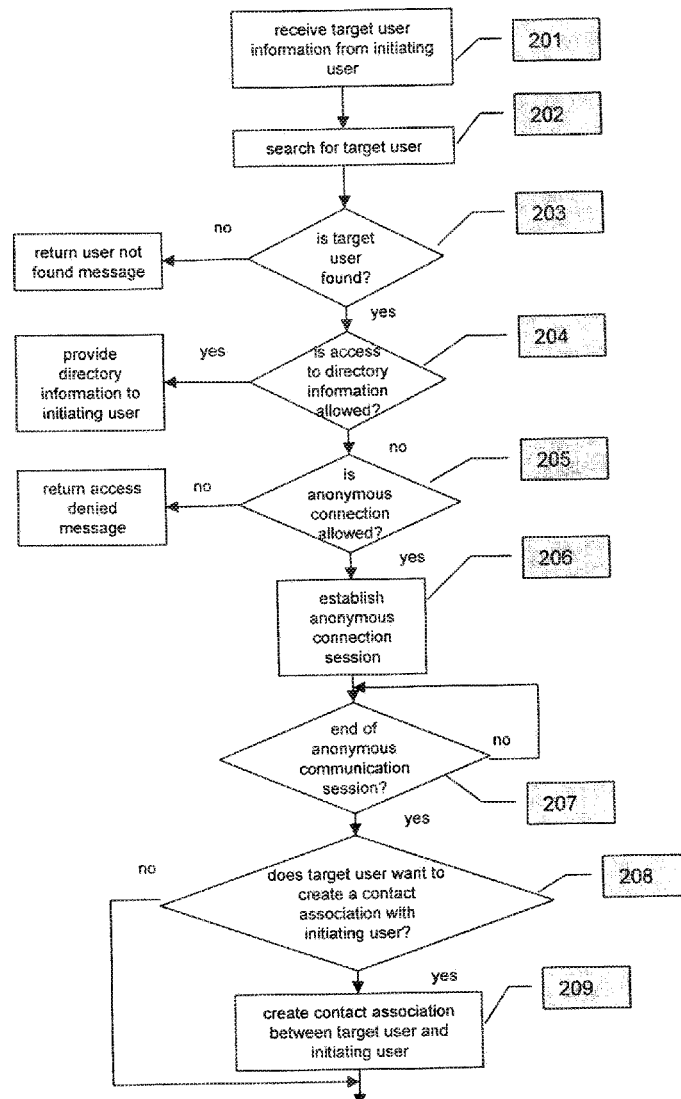 receive target user
information from initiating
user
201
202
search for target user
203
no
is target
user
found?
return user not
found message
yes
204
yes
is access
to directory
information
allowed?
provide
directory
information to
initiating user
no
205
return access
denied
message
no
is
anonymous
connection
allowed?
yes
206
establish
anonymous
connection
session
end of
anonymous
communication
session?
no
207
yes
no
does target user want to
create a contact
association with
initiating user?
208
yes
209
create contact association
between target user and
initiating user